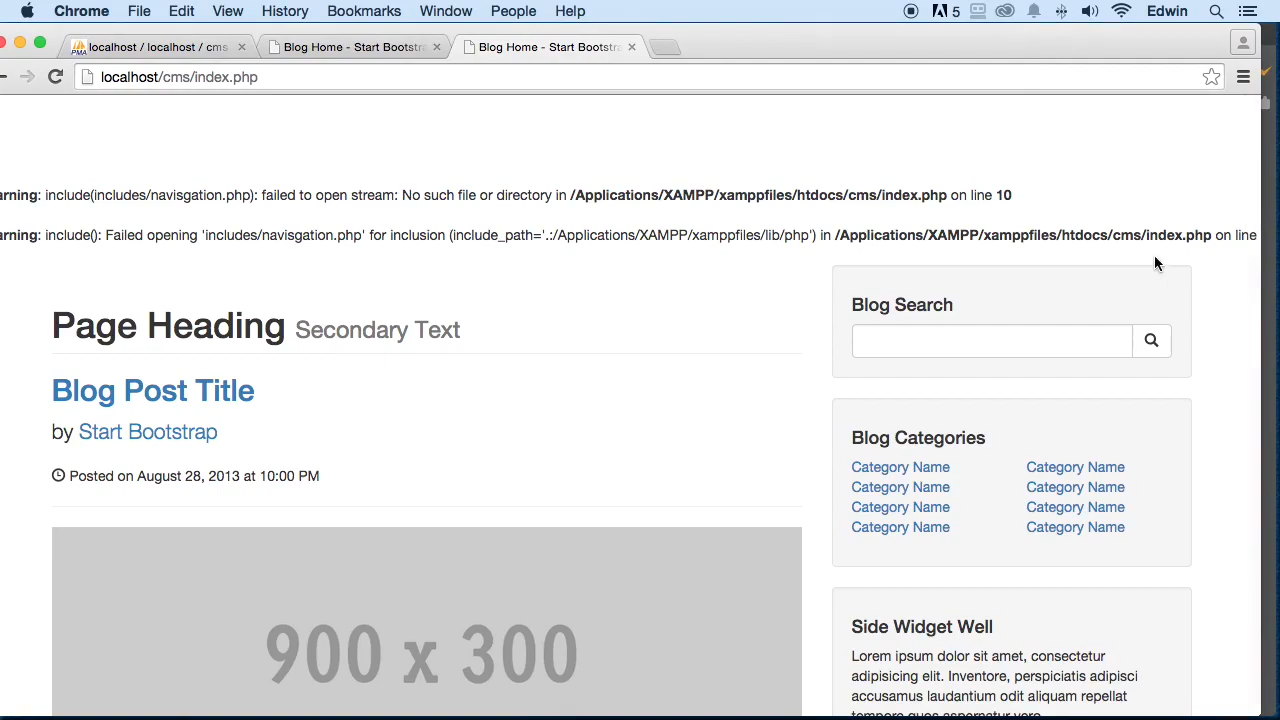 Chrome File Edit View History Bookmarks Window People Help 5 Edwin
localhost / localhost / cms
Blog Home - Start Bootstra
Blog Home - Start Bootstra
localhost/cms/index.php
arning: include(includes/navisgation.php): failed to open stream: No such file or directory in /Applications/XAMPP/xamppfiles/htdocs/cms/index.php on line 10
arning: include(): Failed opening 'includes/navisgation.php' for inclusion (include_path='.:/Applications/XAMPP/xamppfiles/lib/php') in /Applications/XAMPP/xamppfiles/htdocs/cms/index.php on line
Page Heading Secondary Text
Blog Post Title
by Start Bootstrap
Posted on August 28, 2013 at 10:00 PM
900 x 300
Blog Search
Blog Categories
Category Name Category Name
Category Name Category Name
Category Name Category Name
Category Name Category Name
Side Widget Well
Lorem ipsum dolor sit amet, consectetur
adipisicing elit. Inventore, perspiciatis adipisci
accusamus laudantium odit aliquam repellat